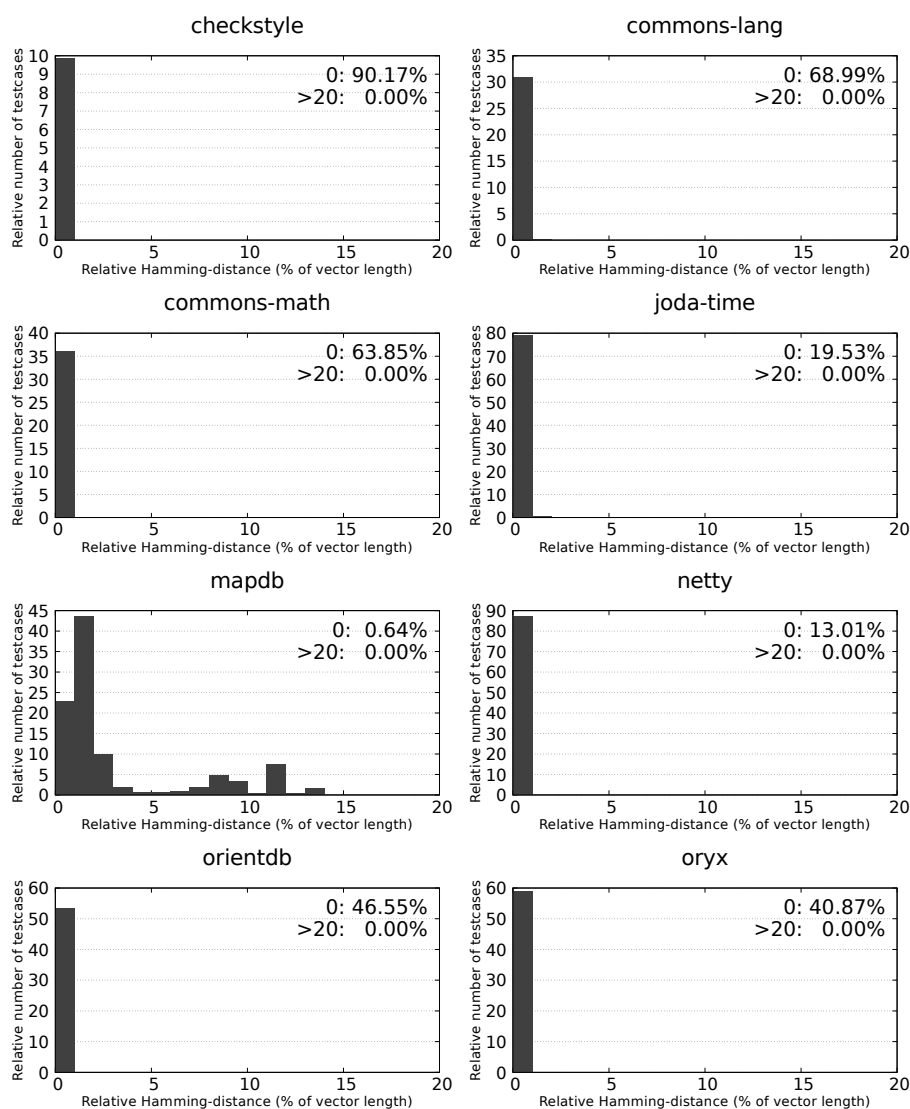 checkstyle
Relative number of testcases
10
9
8
7
6
5
4
3
2
1
0
0: 90.17%
>20: 0.00%
0 5 10 15 20
Relative Hamming-distance (% of vector length)
commons-lang
Relative number of testcases
35
30
25
20
15
10
5
0
0: 68.99%
>20: 0.00%
0 5 10 15 20
Relative Hamming-distance (% of vector length)
commons-math
Relative number of testcases
40
35
30
25
20
15
10
5
0
0: 63.85%
>20: 0.00%
0 5 10 15 20
Relative Hamming-distance (% of vector length)
joda-time
Relative number of testcases
80
70
60
50
40
30
20
10
0
0: 19.53%
>20: 0.00%
0 5 10 15 20
Relative Hamming-distance (% of vector length)
mapdb
Relative number of testcases
45
40
35
30
25
20
15
10
5
0
0: 0.64%
>20: 0.00%
0 5 10 15 20
Relative Hamming-distance (% of vector length)
netty
Relative number of testcases
90
80
70
60
50
40
30
20
10
0
0: 13.01%
>20: 0.00%
0 5 10 15 20
Relative Hamming-distance (% of vector length)
orientdb
Relative number of testcases
60
50
40
30
20
10
0
0: 46.55%
>20: 0.00%
0 5 10 15 20
Relative Hamming-distance (% of vector length)
oryx
Relative number of testcases
60
50
40
30
20
10
0
0: 40.87%
>20: 0.00%
0 5 10 15 20
Relative Hamming-distance (% of vector length)